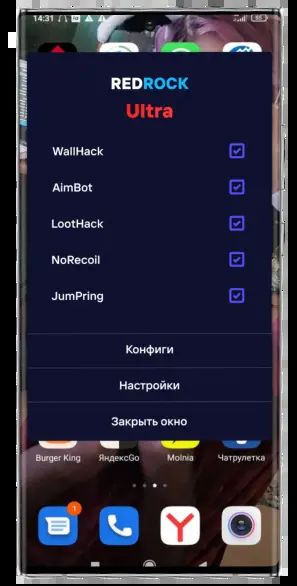 14:31
REDROCK
Ultra
WallHack
AimBot
LootHack
NoRecoil
JumPring
Конфиги
Настройки
Закрыть окно
Burger King ЯндексGo Molnia Чатрулетка
1